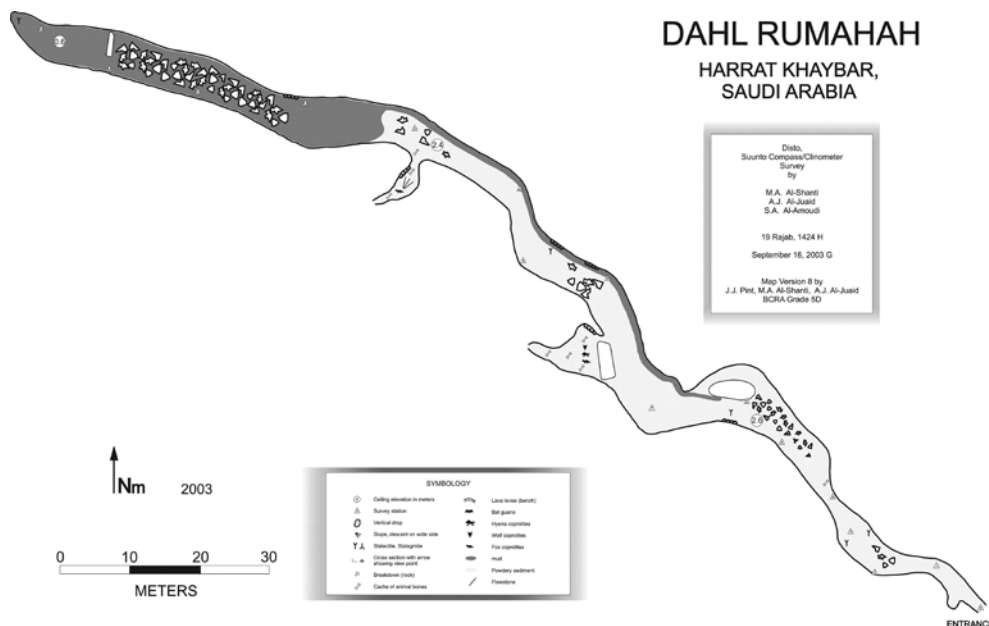 DAHL RUMAHAH
HARRAT KHAYBAR,
SAUDI ARABIA
Disto,
Suunto Compass/Clinometer
Survey
by
M.A. Al-Shanti
A.J. Al-Juaid
S.A. Al-Amoudi
19 Rajab, 1424 H
September 16, 2003 G
Map Version 8 by
J.J. Pint, M.A. Al-Shanti, A.J. Al-Juaid
BCRA Grade 5D
2.4
2.6
Nm 2003
0 10 20 30
METERS
SYMBOLOGY
Ceiling elevation in meters
Survey station
Vertical drop
Slope, descent on wide side
Stalactite, Stalagmite
Cross section with arrow
showing view point
Breakdown (rock)
Cache of animal bones
Lava levee (bench)
Bat guano
Hyena coprolites
Wolf coprolites
Fox coprolites
mud
Powdery sediment
Flowstone
ENTRANC